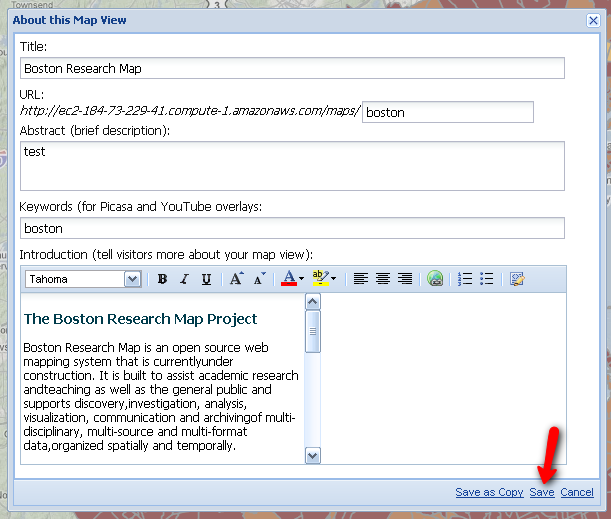 Townsend
3
About this Map View
Title:
Boston Research Map
URL:
http://ec2-184-73-229-41.compute-1.amazonaws.com/maps/ boston
Abstract (brief description):
test
Keywords (for Picasa and YouTube overlays:
boston
Introduction (tell visitors more about your map view):
Tahoma B I U A A A ab
The Boston Research Map Project
Boston Research Map is an open source web
mapping system that is currentlyunder
construction. It is built to assist academic research
andteaching as well as the general public and
supports discovery,investigation, analysis,
visualization, communication and archivingof multi-
disciplinary, multi-source and multi-format
data,organized spatially and temporally.
Save as Copy Save Cancel